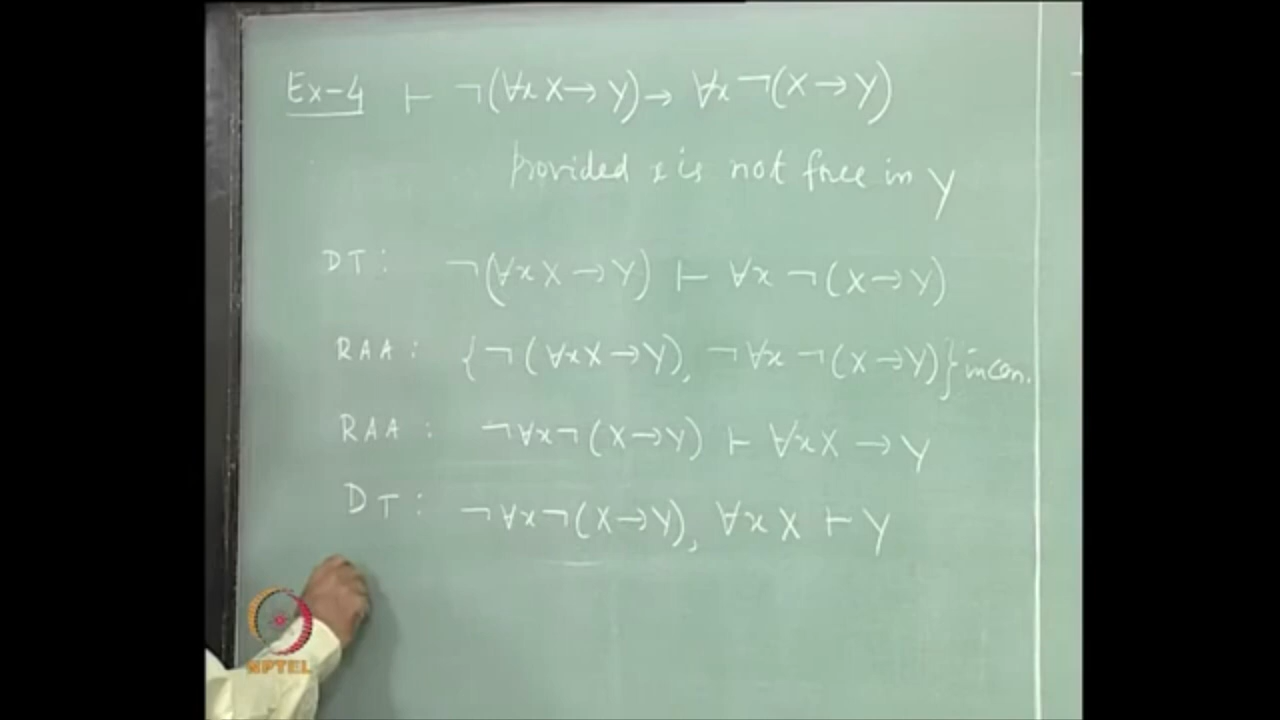 Ex-4 ⊢ ¬(∀x X → Y) → ∀x ¬(X → Y)
provided x is not free in Y
DT: ¬(∀x X → Y) ⊢ ∀x ¬(X → Y)
RAA: {¬(∀x X → Y), ¬∀x ¬(X → Y)} incon.
RAA: ¬∀x¬(X → Y) ⊢ ∀x X → Y
DT: ¬∀x¬(X → Y), ∀x X ⊢ Y
NPTEL